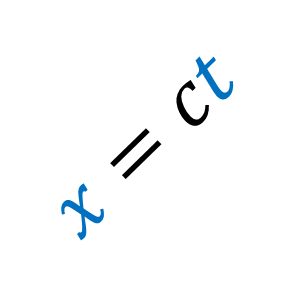 x = ct